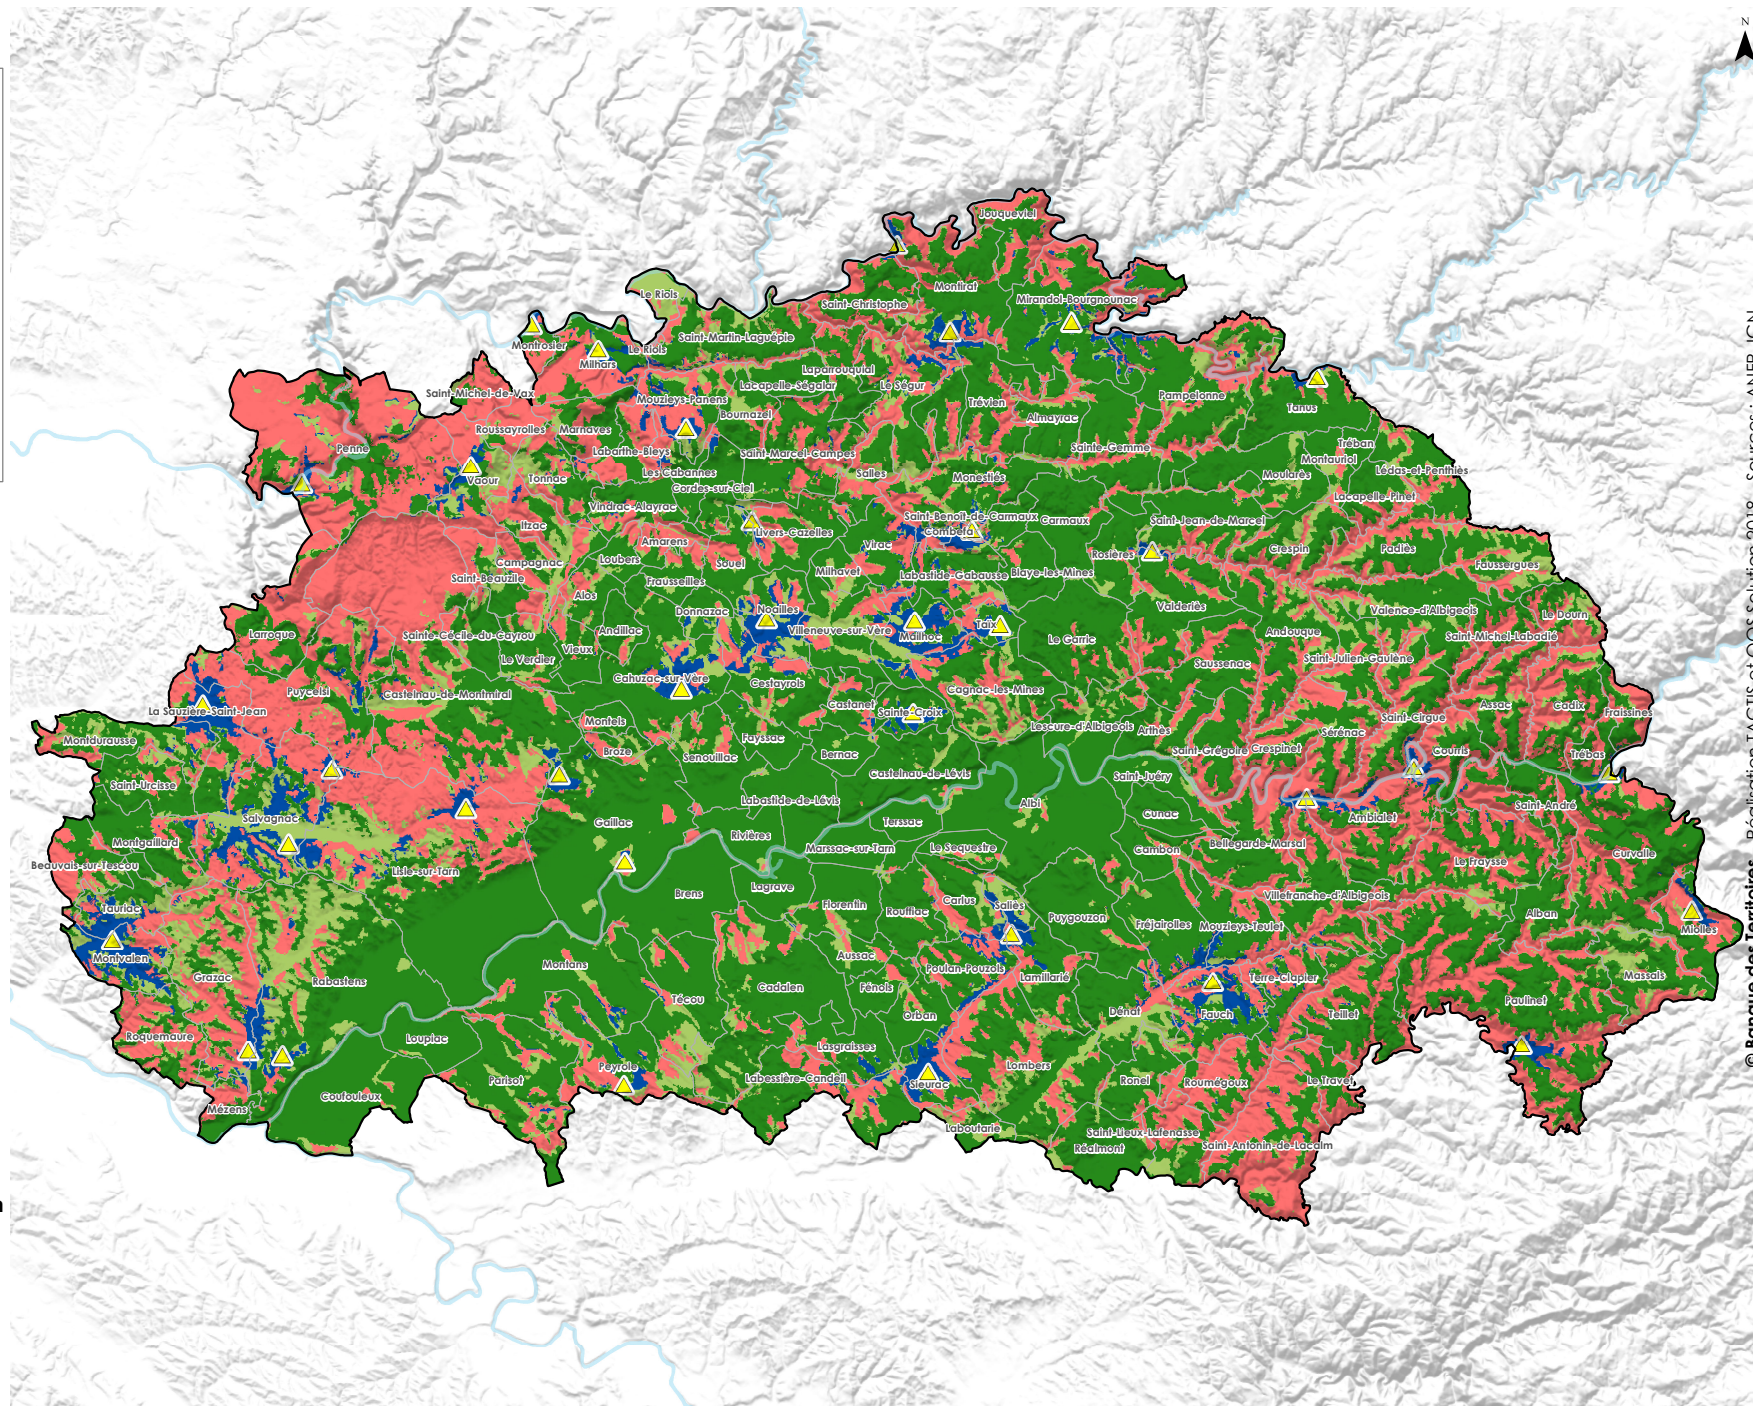 N
Jouqueviel
Montirat
Le Riols
Mirandol-Bourgnounac
Saint-Christophe
Saint-Martin-Laguépie
Montrosier
Le Riols
Milhars
Laparrouquial
Lacapelle-Ségalar
Le Ségur
Saint-Michel-de-Vax
Pampelonne
Mouzieys-Panens
Trévien
Tanus
Bournazel
Almayrac
Roussayrolles
Marnaves
Tréban
Penne
Labarthe-Bleys
Saint-Marcel-Campes
Sainte-Gemme
Montauriol
Lédas-et-Penthiès
Les Cabannes
Salles
Monestiés
Moularès
Vaour
Tonnac
Cordes-sur-Ciel
Lacapelle-Pinet
Vindrac-Alayrac
Saint-Benoît-de-Carmaux
Carmaux
Saint-Jean-de-Marcel
Itzac
Livers-Cazelles
Combefa
Amarens
Virac
Rosières
Crespin
Padiès
Campagnac
Loubers
Souel
Faussergues
Saint-Beauzile
Frausseilles
Milhavet
Labastide-Gabausse
Blaye-les-Mines
Alos
Donnazac
Noailles
Valderiès
Valence-d'Albigeois
Le Dourn
Larroque
Sainte-Cécile-du-Cayrou
Andillac
Villeneuve-sur-Vère
Mailhoc
Taïx
Le Garric
Andouque
Saint-Michel-Labadié
Vieux
Le Verdier
Saussenac
Saint-Julien-Gaulène
Cahuzac-sur-Vère
Cestayrols
Puycelsi
Castelnau-de-Montmiral
Cagnac-les-Mines
La Sauzière-Saint-Jean
Castanet
Sainte-Croix
Assac
Cadix
Fraissines
Montels
Saint-Cirgue
Montdurausse
Fayssac
Lescure-d'Albigeois
Arthès
Sérénac
Broze
Senouillac
Bernac
Saint-Grégoire
Crespinet
Courris
Trébas
Saint-Urcisse
Castelnau-de-Lévis
Saint-Juéry
Labastide-de-Lévis
Albi
Saint-André
Salvagnac
Gaillac
Terssac
Cunac
Ambialet
Montgaillard
Rivières
Marssac-sur-Tarn
Le Sequestre
Cambon
Bellegarde-Marsal
Curvalle
Beauvais-sur-Tescou
Lisle-sur-Tarn
Le Fraysse
Lagrave
Brens
Villefranche-d'Albigeois
Tauriac
Florentin
Rouffiac
Carlus
Saliès
Puygouzon
Alban
Fréjairolles
Mouzieys-Teulet
Miolles
Montvalen
Montans
Aussac
Poulan-Pouzols
Grazac
Rabastens
Cadalen
Fénols
Lamillarié
Terre-Clapier
Massals
Técou
Paulinet
Orban
Dénat
Fauch
Teillet
Roquemaure
Loupiac
Lasgraisses
Peyrole
Lombers
Parisot
Labessière-Candeil
Sieurac
Ronel
Roumégoux
Le Travet
Coufouleux
Mézens
Laboutarie
Saint-Lieux-Lafenasse
Réalmont
Saint-Antonin-de-Lacalm